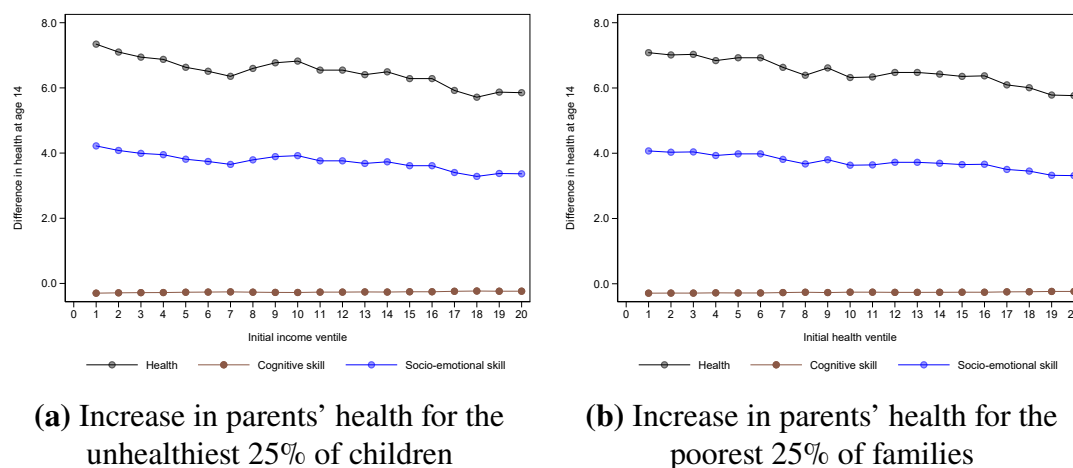 8.0
6.0
4.0
2.0
0.0
Difference in health at age 14
0 1 2 3 4 5 6 7 8 9 10 11 12 13 14 15 16 17 18 19 20
Initial income ventile
Health Cognitive skill Socio-emotional skill
(a) Increase in parents’ health for the
unhealthiest 25% of children
8.0
6.0
4.0
2.0
0.0
Difference in health at age 14
0 1 2 3 4 5 6 7 8 9 10 11 12 13 14 15 16 17 18 19
Initial health ventile
Health Cognitive skill Socio-emotional skill
(b) Increase in parents’ health for the
poorest 25% of families